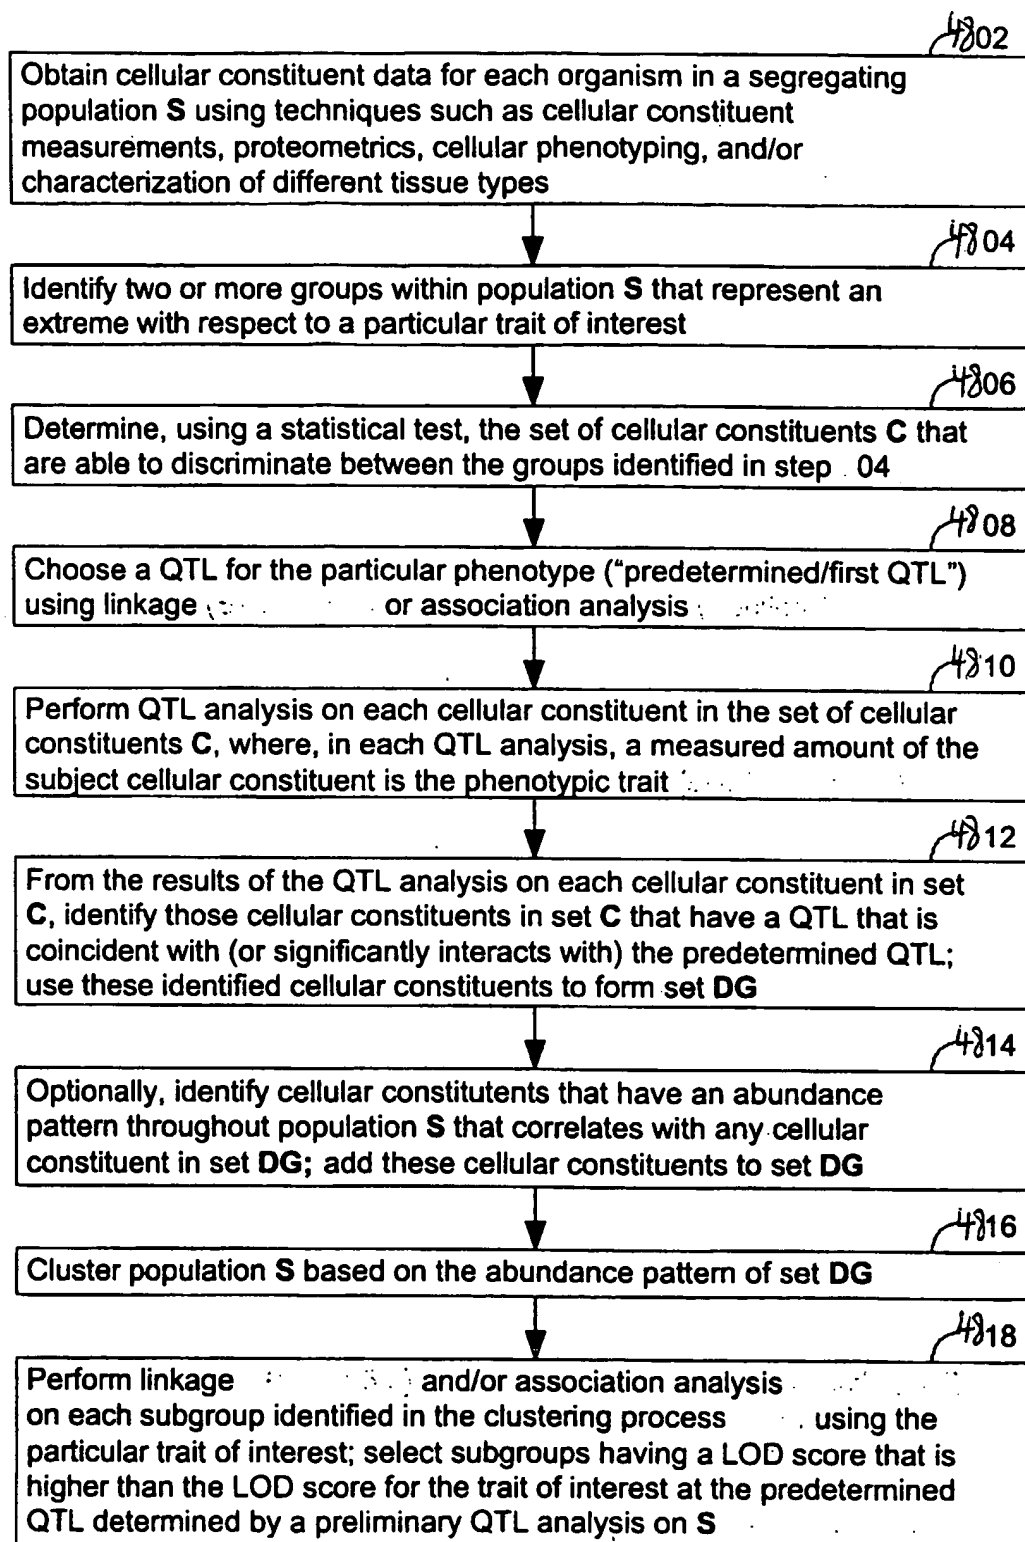 4802
Obtain cellular constituent data for each organism in a segregating
population S using techniques such as cellular constituent
measurements, proteometrics, cellular phenotyping, and/or
characterization of different tissue types
4804
Identify two or more groups within population S that represent an
extreme with respect to a particular trait of interest
4806
Determine, using a statistical test, the set of cellular constituents C that
are able to discriminate between the groups identified in step 04
4808
Choose a QTL for the particular phenotype ("predetermined/first QTL")
using linkage or association analysis
4810
Perform QTL analysis on each cellular constituent in the set of cellular
constituents C, where, in each QTL analysis, a measured amount of the
subject cellular constituent is the phenotypic trait
4812
From the results of the QTL analysis on each cellular constituent in set
C, identify those cellular constituents in set C that have a QTL that is
coincident with (or significantly interacts with) the predetermined QTL;
use these identified cellular constituents to form set DG
4814
Optionally, identify cellular constitutents that have an abundance
pattern throughout population S that correlates with any cellular
constituent in set DG; add these cellular constituents to set DG
4816
Cluster population S based on the abundance pattern of set DG
4818
Perform linkage and/or association analysis
on each subgroup identified in the clustering process using the
particular trait of interest; select subgroups having a LOD score that is
higher than the LOD score for the trait of interest at the predetermined
QTL determined by a preliminary QTL analysis on S